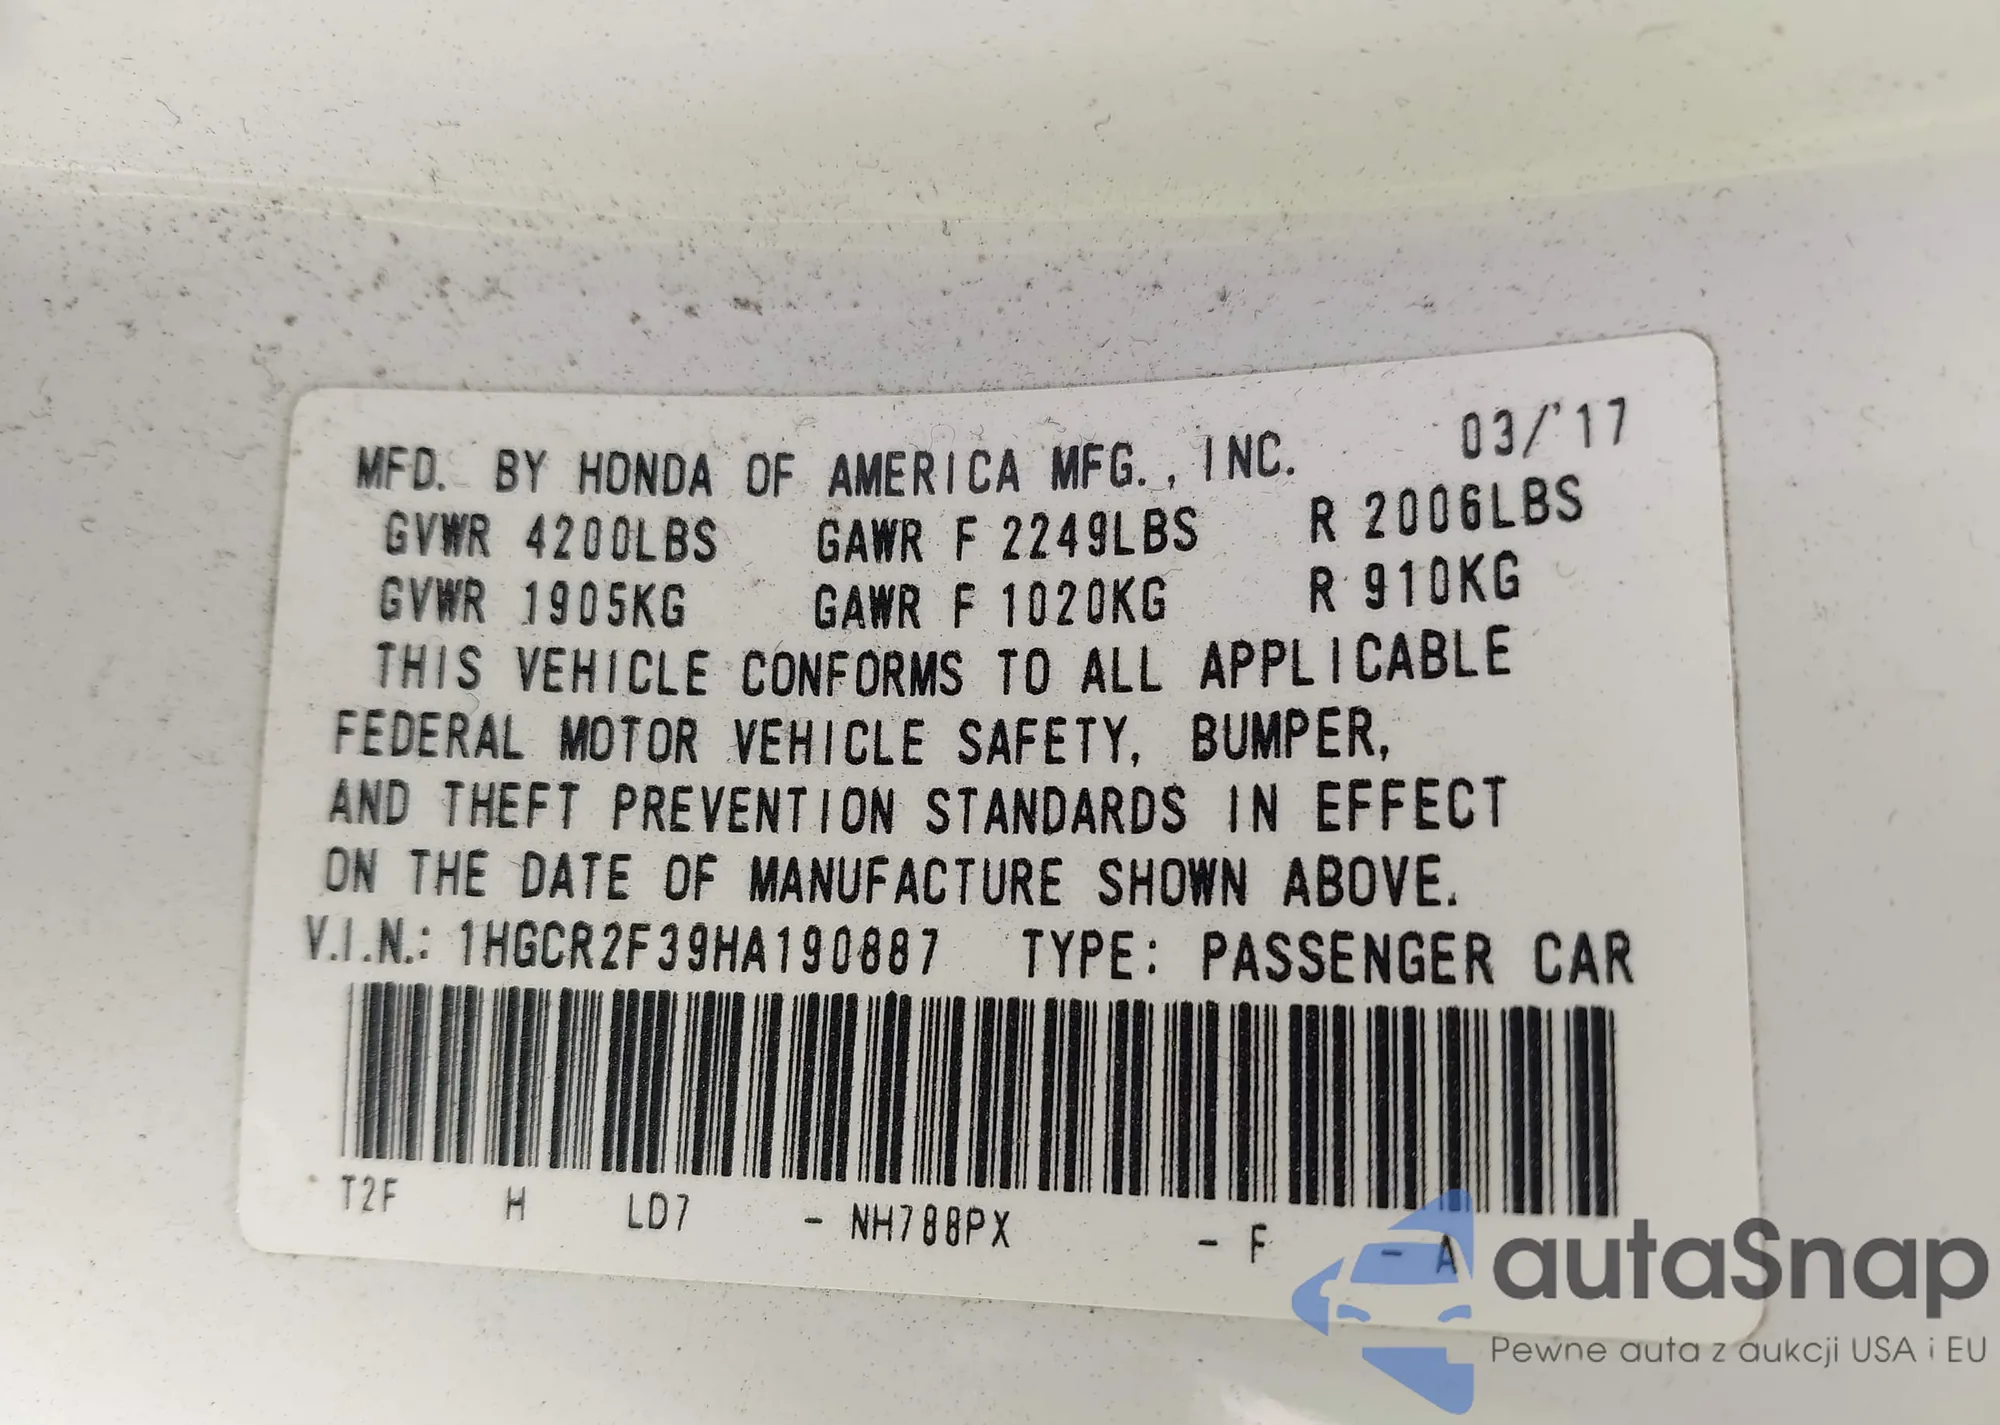 03/'17
MFD. BY HONDA OF AMERICA MFG., INC.
GVWR 4200LBS GAWR F 2249LBS R 2006LBS
GVWR 1905KG GAWR F 1020KG R 910KG
THIS VEHICLE CONFORMS TO ALL APPLICABLE
FEDERAL MOTOR VEHICLE SAFETY, BUMPER,
AND THEFT PREVENTION STANDARDS IN EFFECT
ON THE DATE OF MANUFACTURE SHOWN ABOVE.
V.I.N.: 1HGCR2F39HA190887 TYPE: PASSENGER CAR
T2F H LD7 - NH788PX - F - A
autaSnap
Pewne auta z aukcji USA i EU